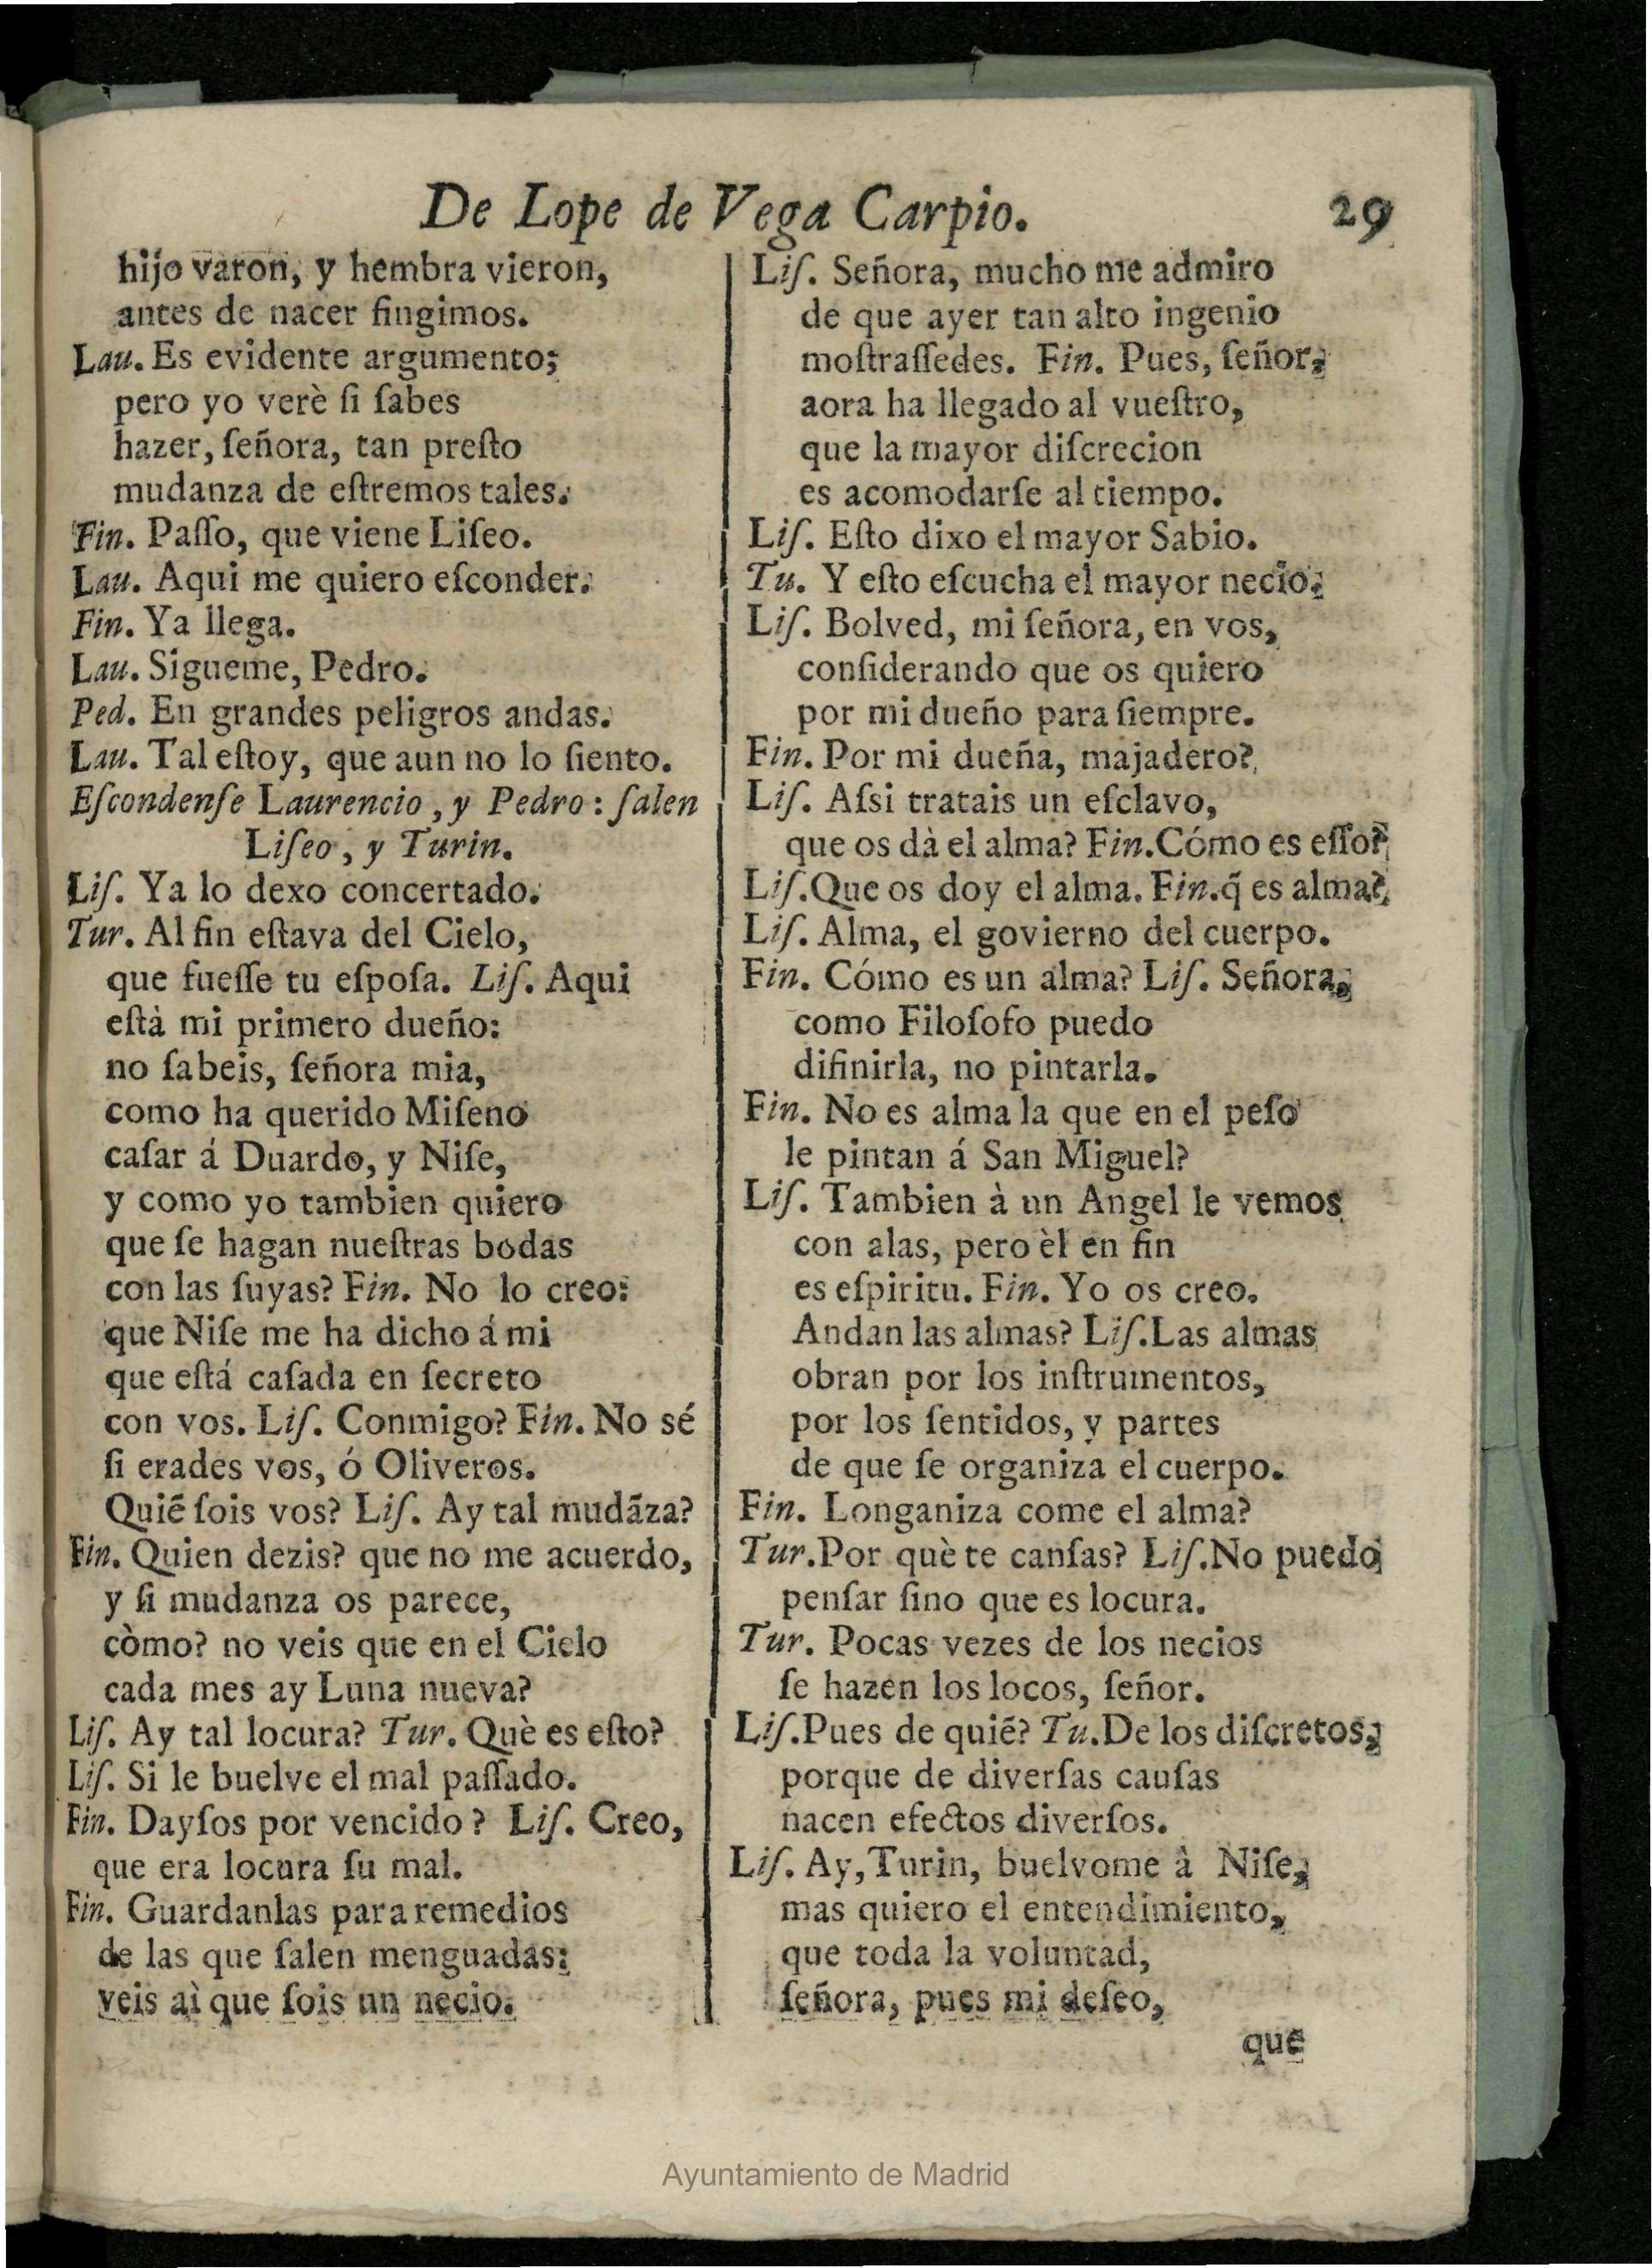 De Lope de Vega Carpio. 29
hijo varon, y hembra vieron,
antes de nacer fingimos.
Lau. Es evidente argumento;
pero yo verè ſi ſabes
hazer, ſeñora, tan preſto
mudanza de eſtremos tales.
Fin. Paſſo, que viene Liſeo.
Lau. Aqui me quiero eſconder.
Fin. Ya llega.
Lau. Sigueme, Pedro.
Ped. En grandes peligros andas.
Lau. Tal eſtoy, que aun no lo ſiento.
Eſcondenſe Laurencio, y Pedro: ſalen
Liſeo, y Turin.
Liſ. Ya lo dexo concertado.
Tur. Al fin eſtava del Cielo,
que fueſſe tu eſpoſa. Liſ. Aqui
eſtà mi primero dueño:
no ſabeis, ſeñora mia,
como ha querido Miſeno
caſar á Duardo, y Niſe,
y como yo tambien quiero
que ſe hagan nueſtras bodas
con las ſuyas? Fin. No lo creo:
que Niſe me ha dicho á mi
que eſtá caſada en ſecreto
con vos. Liſ. Conmigo? Fin. No sé
ſi erades vos, ó Oliveros.
Quiẽ ſois vos? Liſ. Ay tal mudãza?
Fin. Quien dezis? que no me acuerdo,
y ſi mudanza os parece,
còmo? no veis que en el Cielo
cada mes ay Luna nueva?
Liſ. Ay tal locura? Tur. Què es eſto?
Liſ. Si le buelve el mal paſſado.
Fin. Dayſos por vencido? Liſ. Creo,
que era locura ſu mal.
Fin. Guardanlas para remedios
de las que ſalen menguadas:
veis aì que ſois un necio.
Liſ. Señora, mucho me admiro
de que ayer tan alto ingenio
moſtraſſedes. Fin. Pues, ſeñor,
aora ha llegado al vueſtro,
que la mayor diſcrecion
es acomodarſe al tiempo.
Liſ. Eſto dixo el mayor Sabio.
Tu. Y eſto eſcucha el mayor necio.
Liſ. Bolved, mi ſeñora, en vos,
conſiderando que os quiero
por mi dueño para ſiempre.
Fin. Por mi dueña, majadero?
Liſ. Aſsi tratais un eſclavo,
que os dà el alma? Fin. Cómo es eſſo?
Liſ. Que os doy el alma. Fin. q̃ es alma?
Liſ. Alma, el govierno del cuerpo.
Fin. Cómo es un alma? Liſ. Señora,
como Filoſofo puedo
difinirla, no pintarla.
Fin. No es alma la que en el peſo
le pintan á San Miguel?
Liſ. Tambien à un Angel le vemos
con alas, pero èl en fin
es eſpiritu. Fin. Yo os creo.
Andan las almas? Liſ. Las almas
obran por los inſtrumentos,
por los ſentidos, y partes
de que ſe organiza el cuerpo.
Fin. Longaniza come el alma?
Tur. Por què te canſas? Liſ. No puedo
penſar ſino que es locura.
Tur. Pocas vezes de los necios
ſe hazen los locos, ſeñor.
Liſ. Pues de quiẽ? Tu. De los diſcretos,
porque de diverſas cauſas
nacen efectos diverſos.
Liſ. Ay, Turin, buelvome à Niſe,
mas quiero el entendimiento,
que toda la voluntad,
ſeñora, pues mi deſeo,
que
Ayuntamiento de Madrid